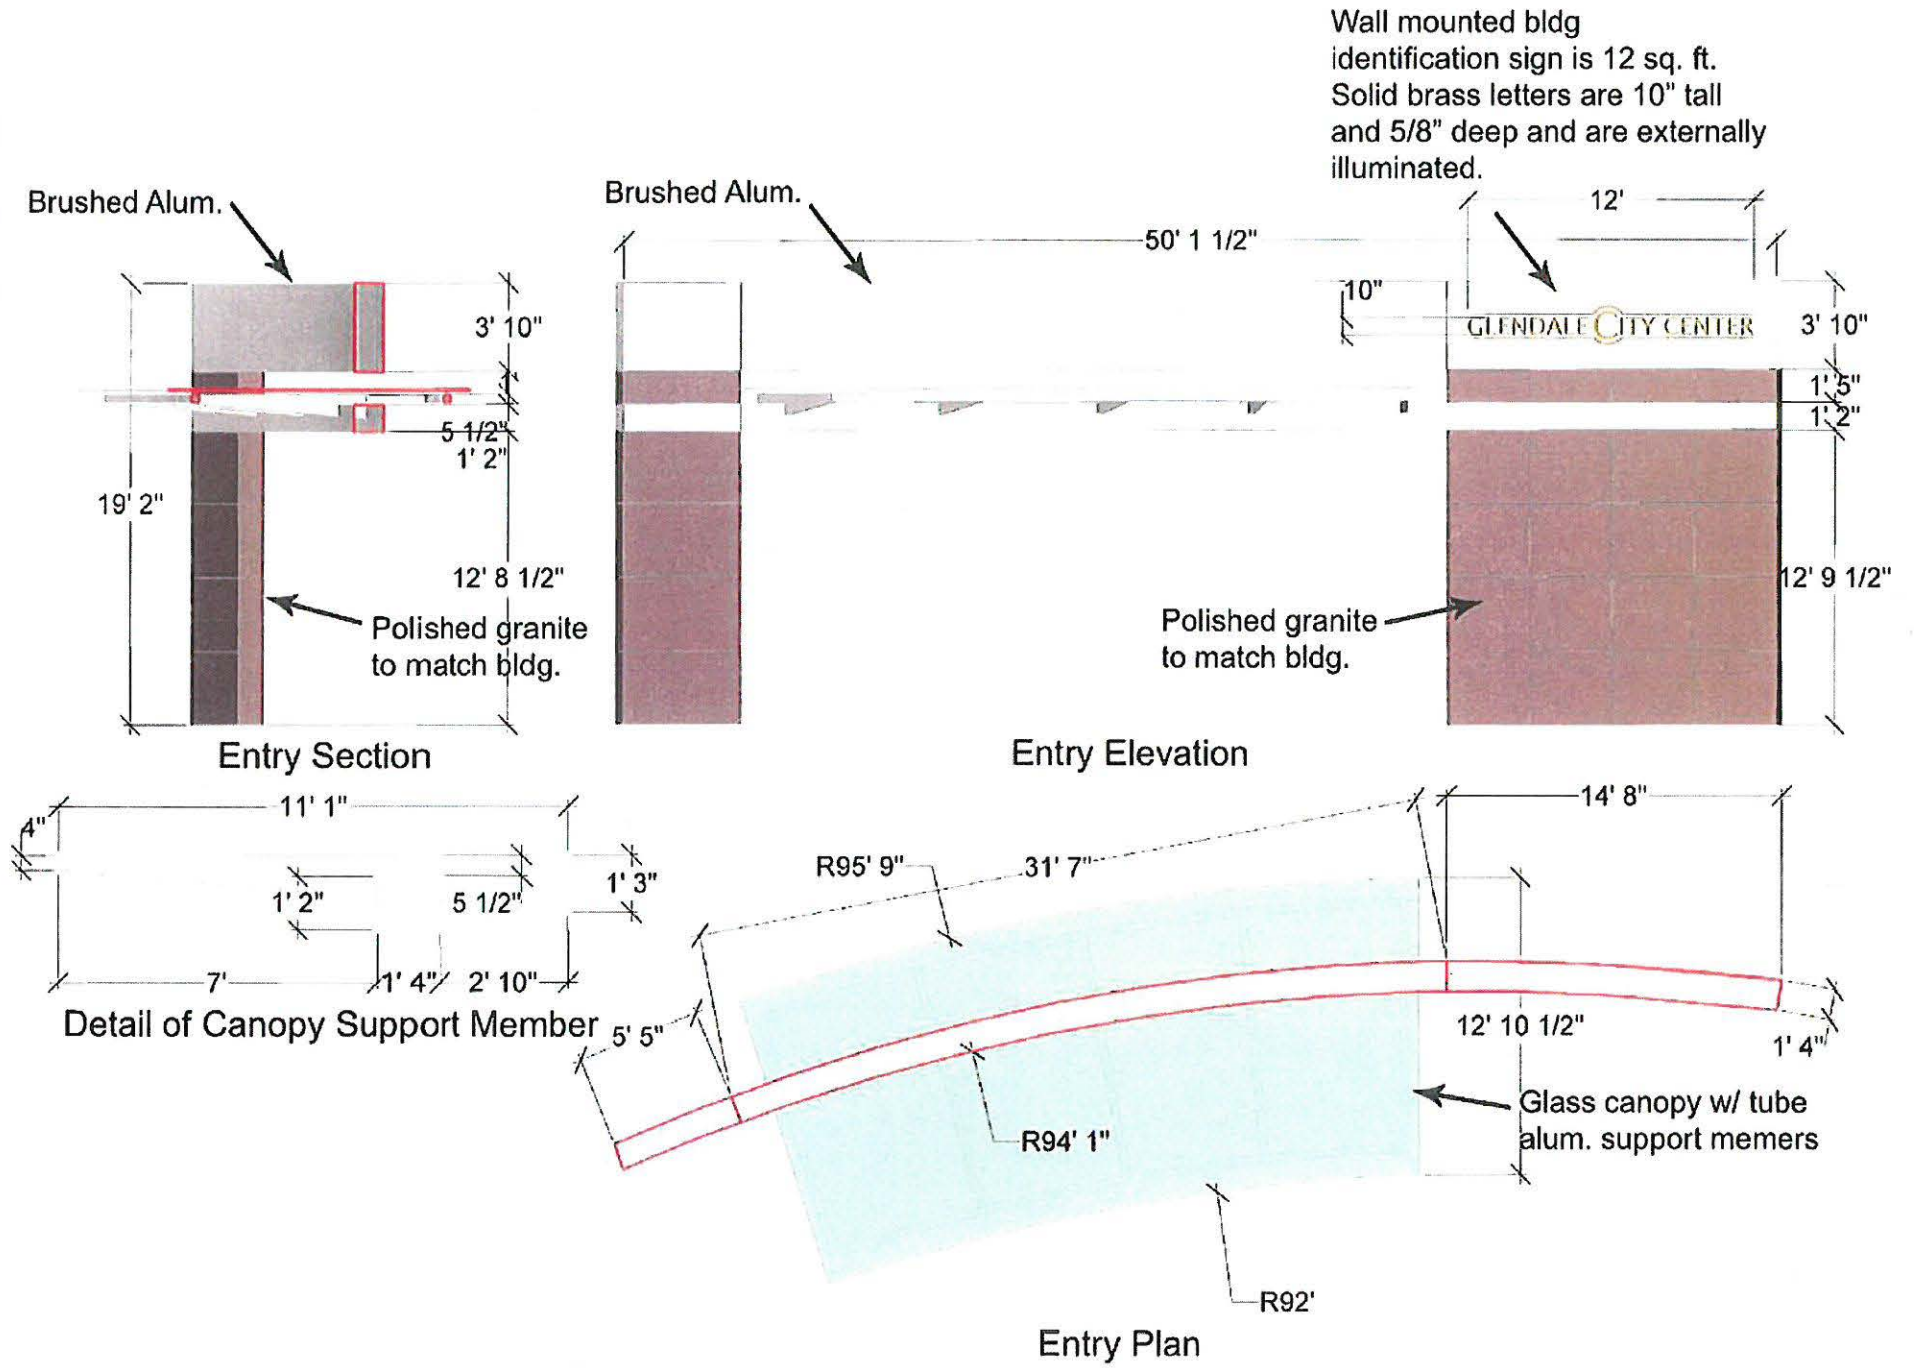 Wall mounted bldg
identification sign is 12 sq. ft.
Solid brass letters are 10" tall
and 5/8" deep and are externally
illuminated.
Brushed Alum.
Brushed Alum.
12'
50' 1 1/2"
10"
GLENDALE CITY CENTER
3' 10"
3' 10"
1' 5"
1' 2"
5 1/2"
1' 2"
19' 2"
12' 8 1/2"
12' 9 1/2"
Polished granite
to match bldg.
Polished granite
to match bldg.
Entry Section
Entry Elevation
11' 1"
4"
1' 2"
5 1/2"
1' 3"
7'
1' 4"
2' 10"
Detail of Canopy Support Member
14' 8"
R95' 9"
31' 7"
5' 5"
12' 10 1/2"
1' 4"
R94' 1"
Glass canopy w/ tube
alum. support memers
R92'
Entry Plan